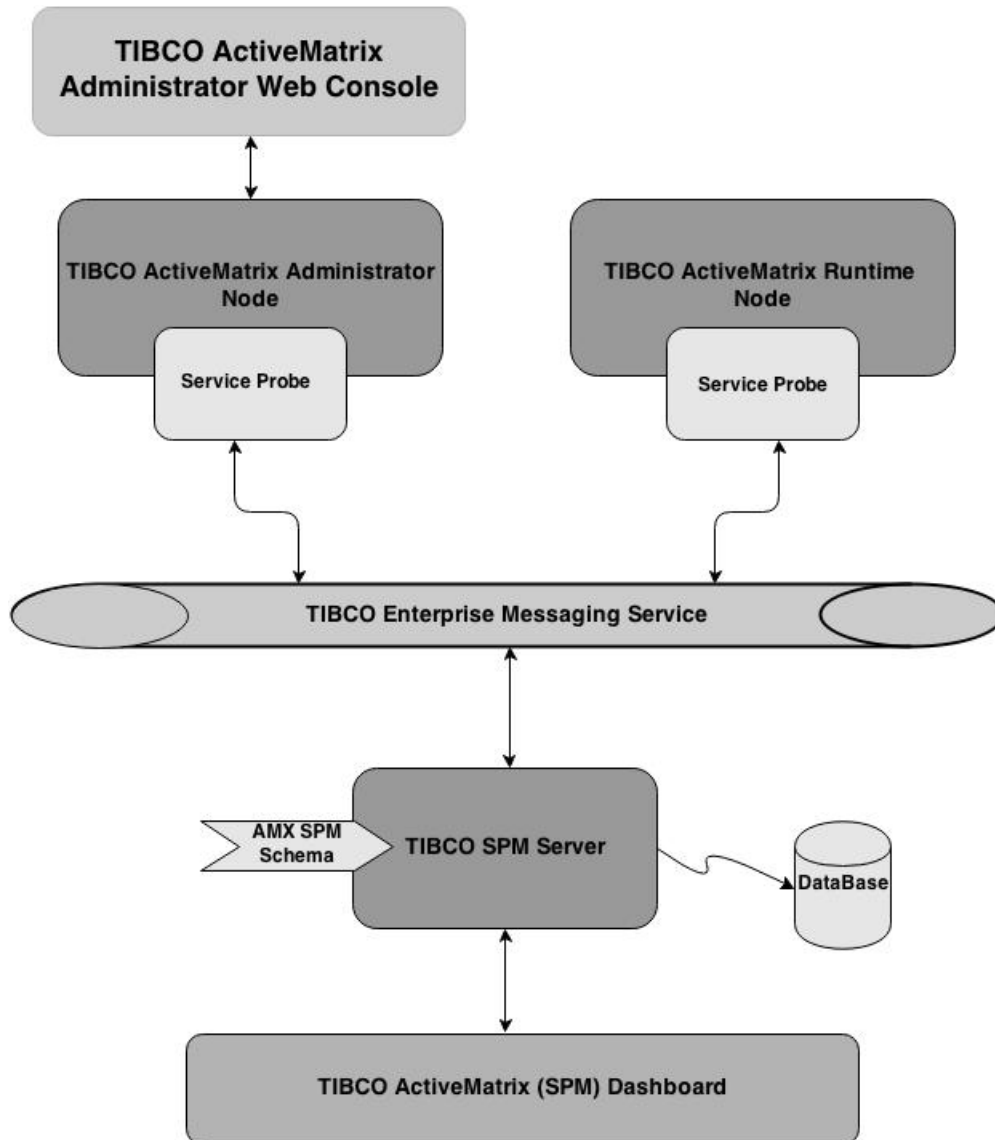 TIBCO ActiveMatrix
Administrator Web Console
TIBCO ActiveMatrix Administrator
Node
TIBCO ActiveMatrix Runtime
Node
Service Probe
Service Probe
TIBCO Enterprise Messaging Service
AMX SPM
Schema
TIBCO SPM Server
DataBase
TIBCO ActiveMatrix (SPM) Dashboard